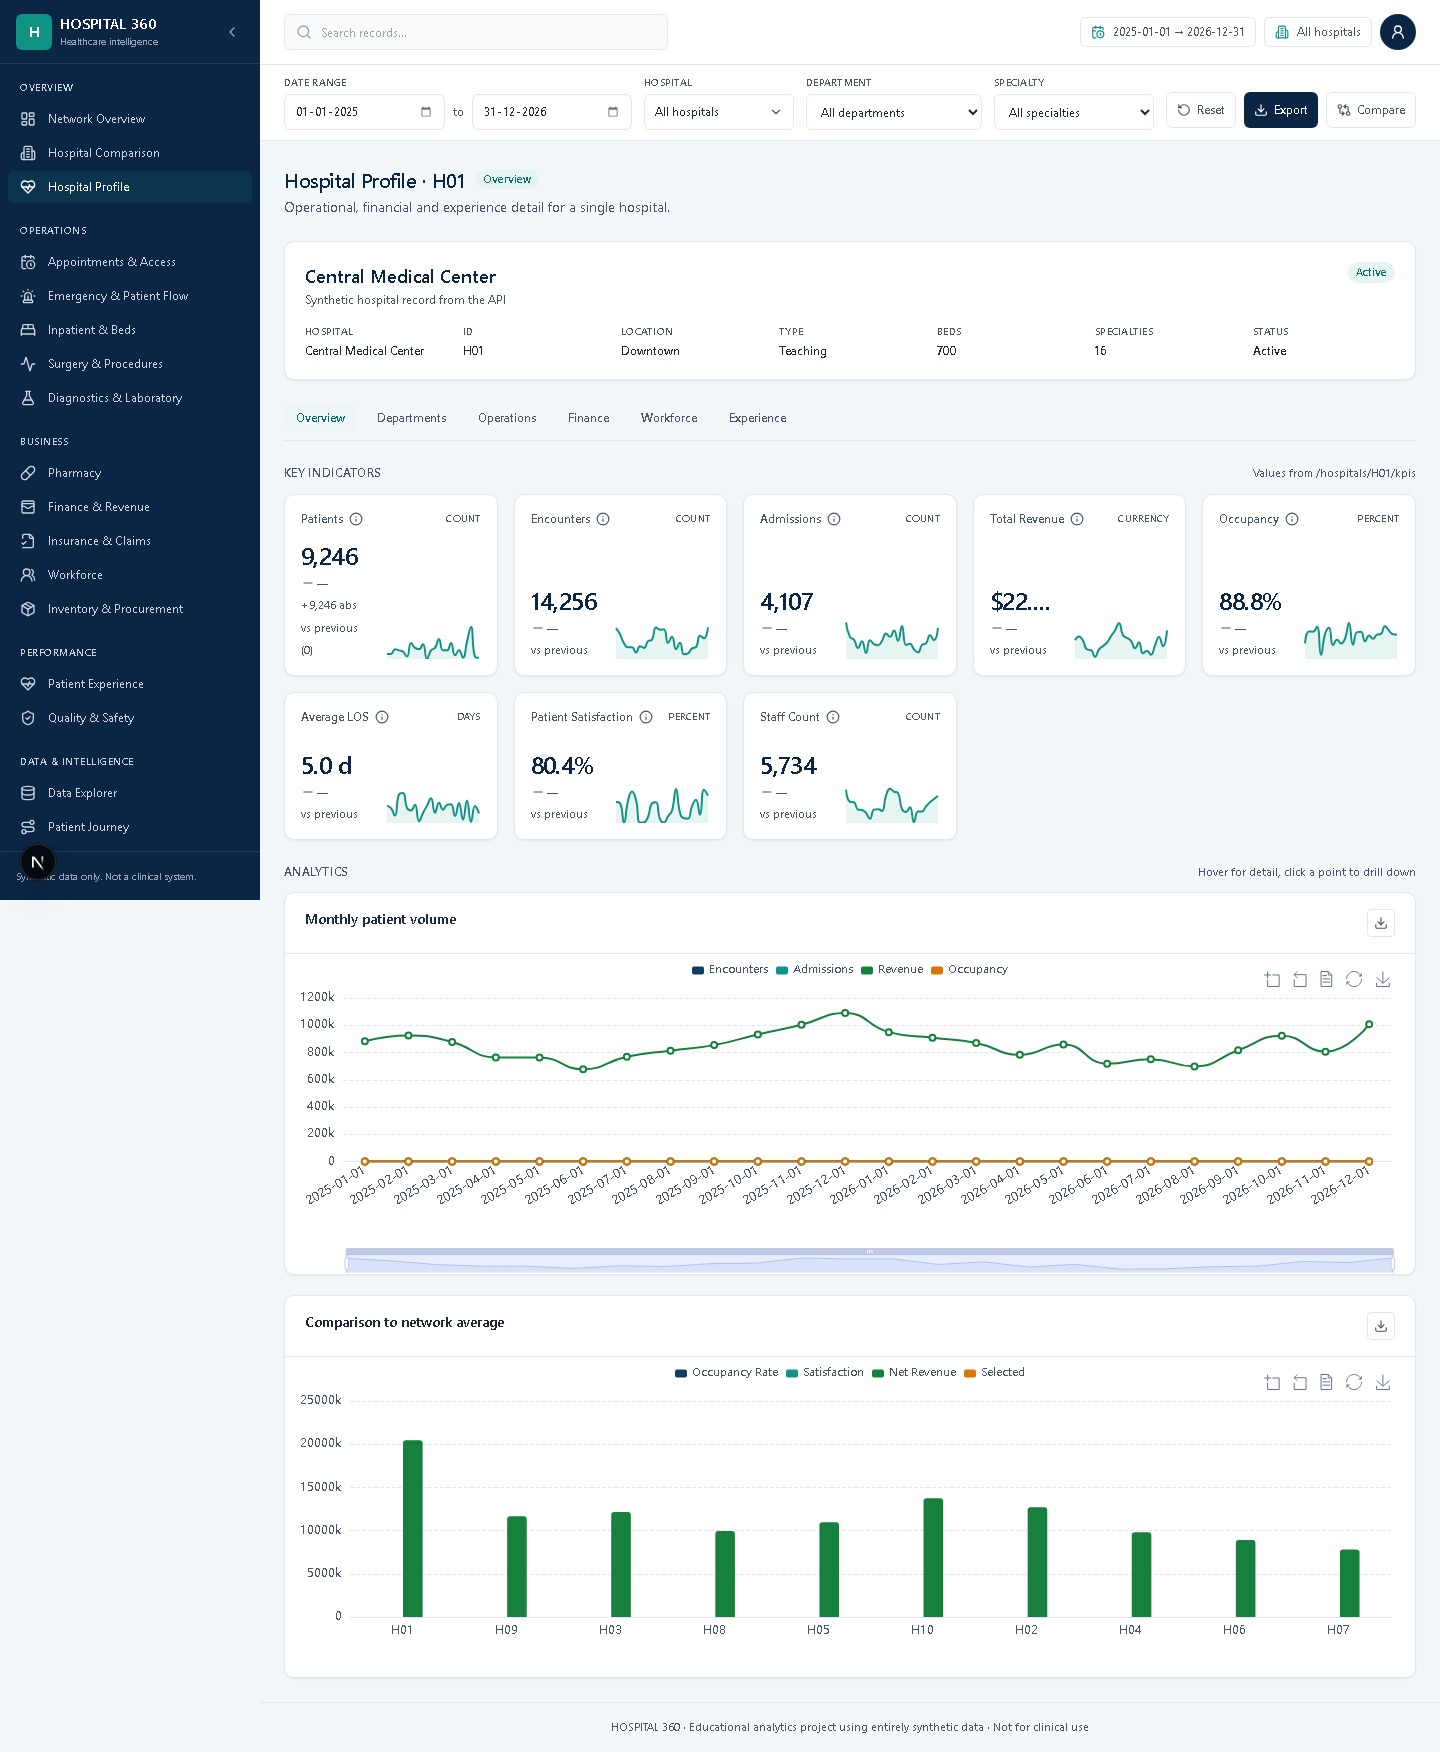 H
HOSPITAL 360
Healthcare intelligence
OVERVIEW
Network Overview
Hospital Comparison
Hospital Profile
OPERATIONS
Appointments & Access
Emergency & Patient Flow
Inpatient & Beds
Surgery & Procedures
Diagnostics & Laboratory
BUSINESS
Pharmacy
Finance & Revenue
Insurance & Claims
Workforce
Inventory & Procurement
PERFORMANCE
Patient Experience
Quality & Safety
DATA & INTELLIGENCE
Data Explorer
Patient Journey
N
data only. Not a clinical system.
Search records...
2025-01-01 → 2026-12-31
All hospitals
DATE RANGE
HOSPITAL
DEPARTMENT
SPECIALTY
01-01-2025 to 31-12-2026
All hospitals
All departments
All specialties
Reset
Export
Compare
Hospital Profile · H01 Overview
Operational, financial and experience detail for a single hospital.
Central Medical Center
Active
Synthetic hospital record from the API
HOSPITAL ID LOCATION TYPE BEDS SPECIALTIES STATUS
Central Medical Center H01 Downtown Teaching 700 16 Active
Overview Departments Operations Finance Workforce Experience
KEY INDICATORS
Values from /hospitals/H01/kpis
Patients COUNT
9,246
— —
+9,246 abs
vs previous
(0)
Encounters COUNT
14,256
— —
vs previous
Admissions COUNT
4,107
— —
vs previous
Total Revenue CURRENCY
$22....
— —
vs previous
Occupancy PERCENT
88.8%
— —
vs previous
Average LOS DAYS
5.0 d
— —
vs previous
Patient Satisfaction PERCENT
80.4%
— —
vs previous
Staff Count COUNT
5,734
— —
vs previous
ANALYTICS
Hover for detail, click a point to drill down
Monthly patient volume
Encounters Admissions Revenue Occupancy
1200k
1000k
800k
600k
400k
200k
0
2025-01-01 2025-02-01 2025-03-01 2025-04-01 2025-05-01 2025-06-01 2025-07-01 2025-08-01 2025-09-01 2025-10-01 2025-11-01 2025-12-01 2026-01-01 2026-02-01 2026-03-01 2026-04-01 2026-05-01 2026-06-01 2026-07-01 2026-08-01 2026-09-01 2026-10-01 2026-11-01 2026-12-01
Comparison to network average
Occupancy Rate Satisfaction Net Revenue Selected
25000k
20000k
15000k
10000k
5000k
0
H01 H09 H03 H08 H05 H10 H02 H04 H06 H07
HOSPITAL 360 · Educational analytics project using entirely synthetic data · Not for clinical use